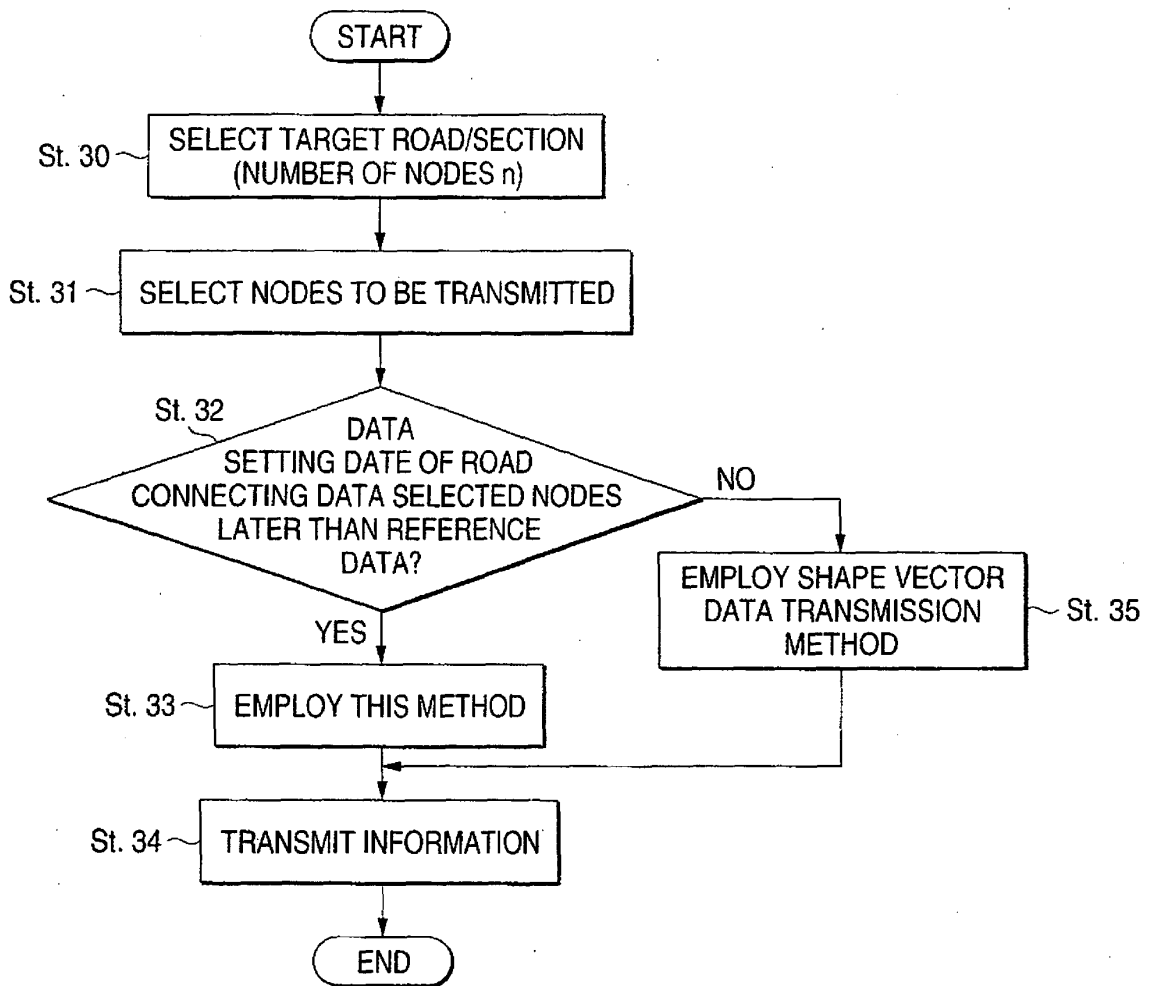 START
St. 30
SELECT TARGET ROAD/SECTION
(NUMBER OF NODES n)
St. 31
SELECT NODES TO BE TRANSMITTED
St. 32
DATA
SETTING DATE OF ROAD
CONNECTING DATA SELECTED NODES
LATER THAN REFERENCE
DATA?
NO
YES
EMPLOY SHAPE VECTOR
DATA TRANSMISSION
METHOD
St. 35
St. 33
EMPLOY THIS METHOD
St. 34
TRANSMIT INFORMATION
END